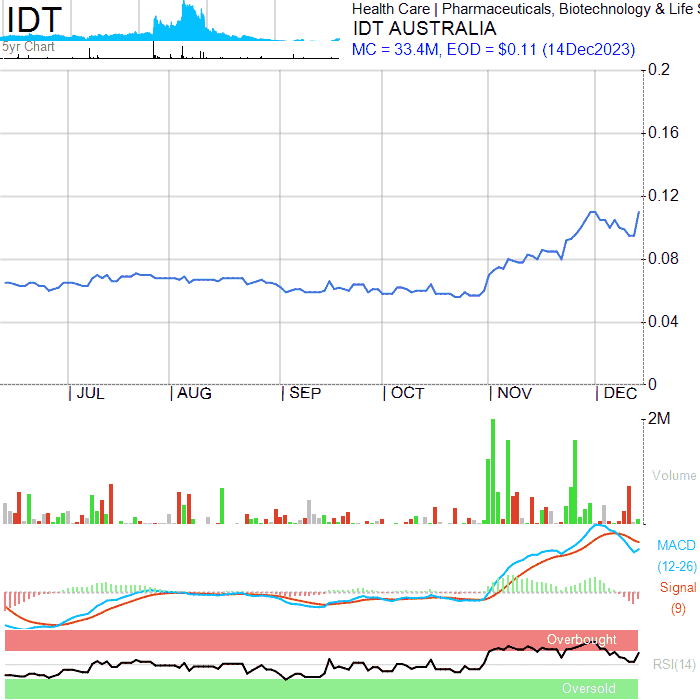 IDT
5yr Chart
Health Care | Pharmaceuticals, Biotechnology & Life S
IDT AUSTRALIA
MC = 33.4M, EOD = $0.11 (14Dec2023)
0.2
0.16
0.12
0.08
0.04
0
JUL AUG SEP OCT NOV DEC
2M
Volume
MACD
(12-26)
Signal
(9)
Overbought
RSI(14)
Oversold